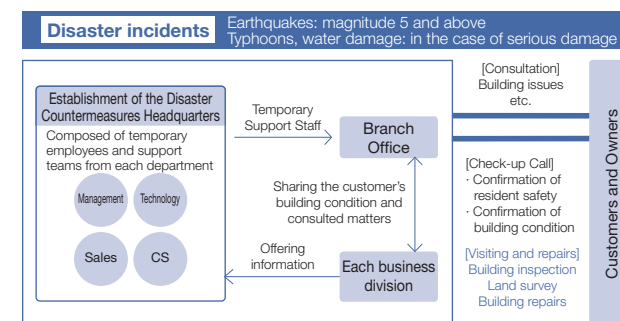 Disaster incidents
Earthquakes: magnitude 5 and above
Typhoons, water damage: in the case of serious damage
Establishment of the Disaster
Countermeasures Headquarters
Composed of temporary
employees and support
teams from each department
Management
Technology
Sales
CS
Temporary
Support Staff
Branch
Office
Sharing the customer's
building condition and
consulted matters
Offering
information
Each business
division
[Consultation]
Building issues
etc.
[Check-up Call]
· Confirmation of
resident safety
· Confirmation of
building condition
[Visiting and repairs]
Building inspection
Land survey
Building repairs
Customers and Owners